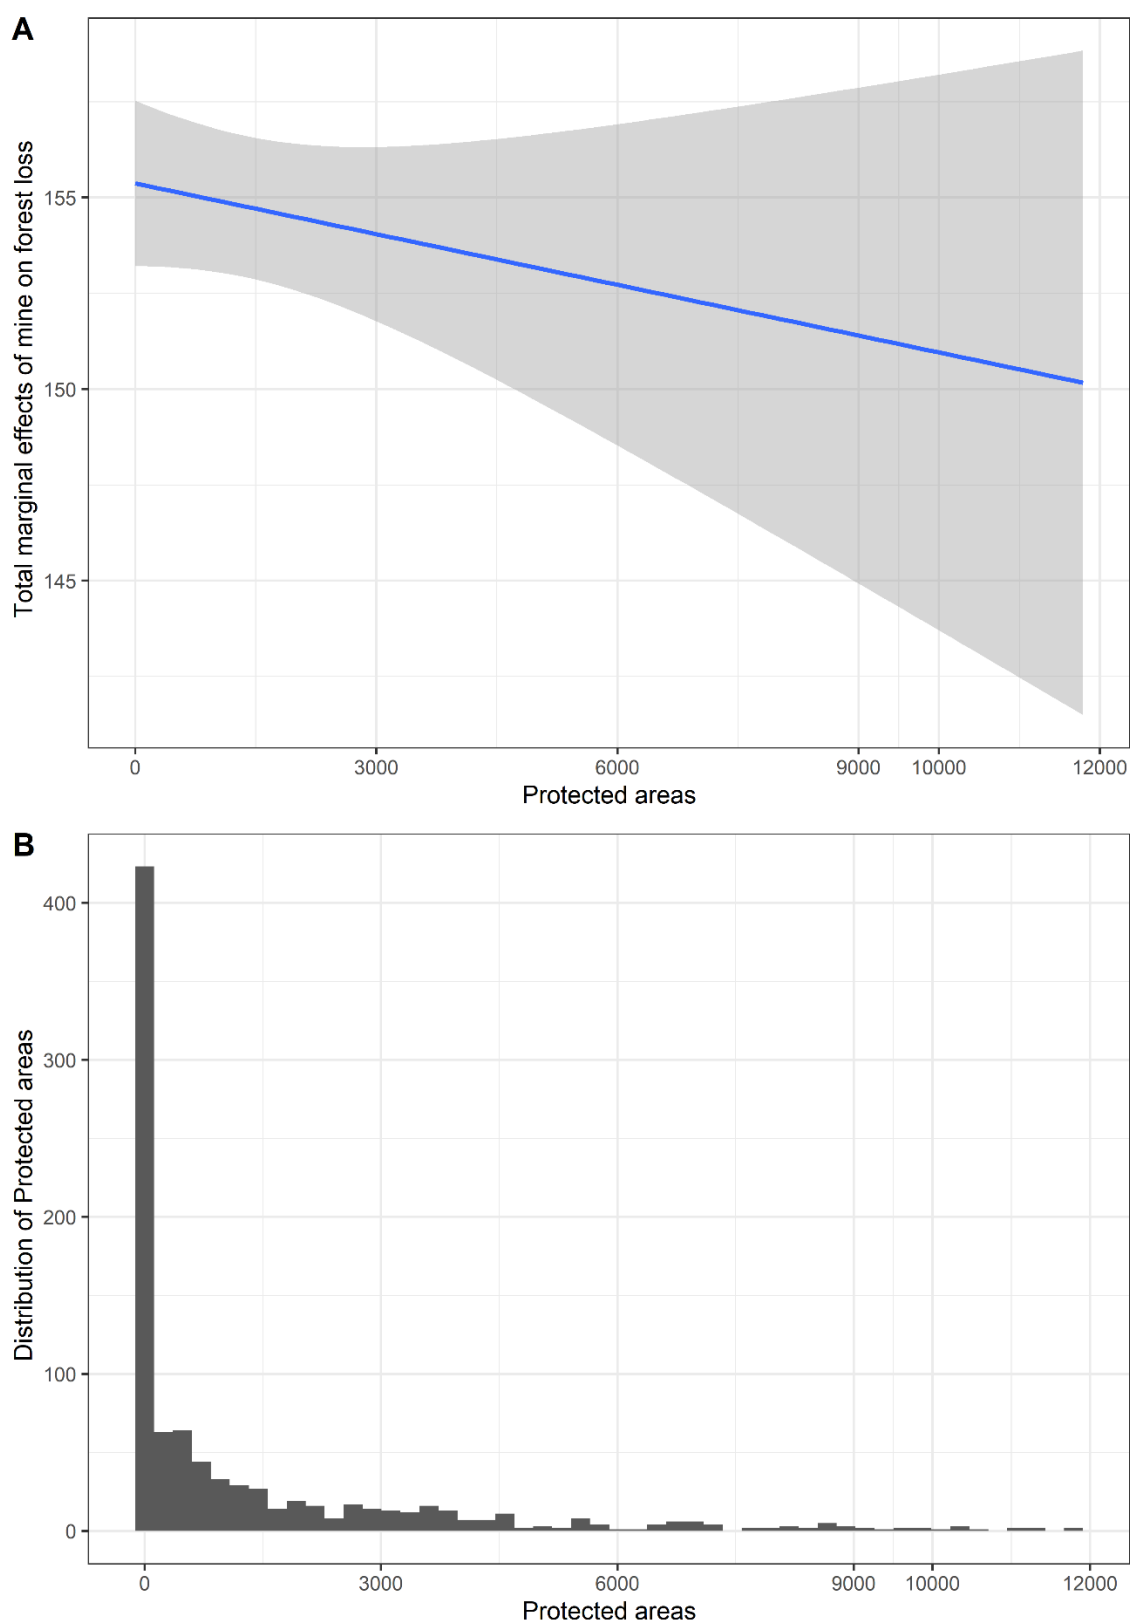 A
Total marginal effects of mine on forest loss
155
150
145
0 3000 6000 9000 10000 12000
Protected areas
B
Distribution of Protected areas
400
300
200
100
0
0 3000 6000 9000 10000 12000
Protected areas